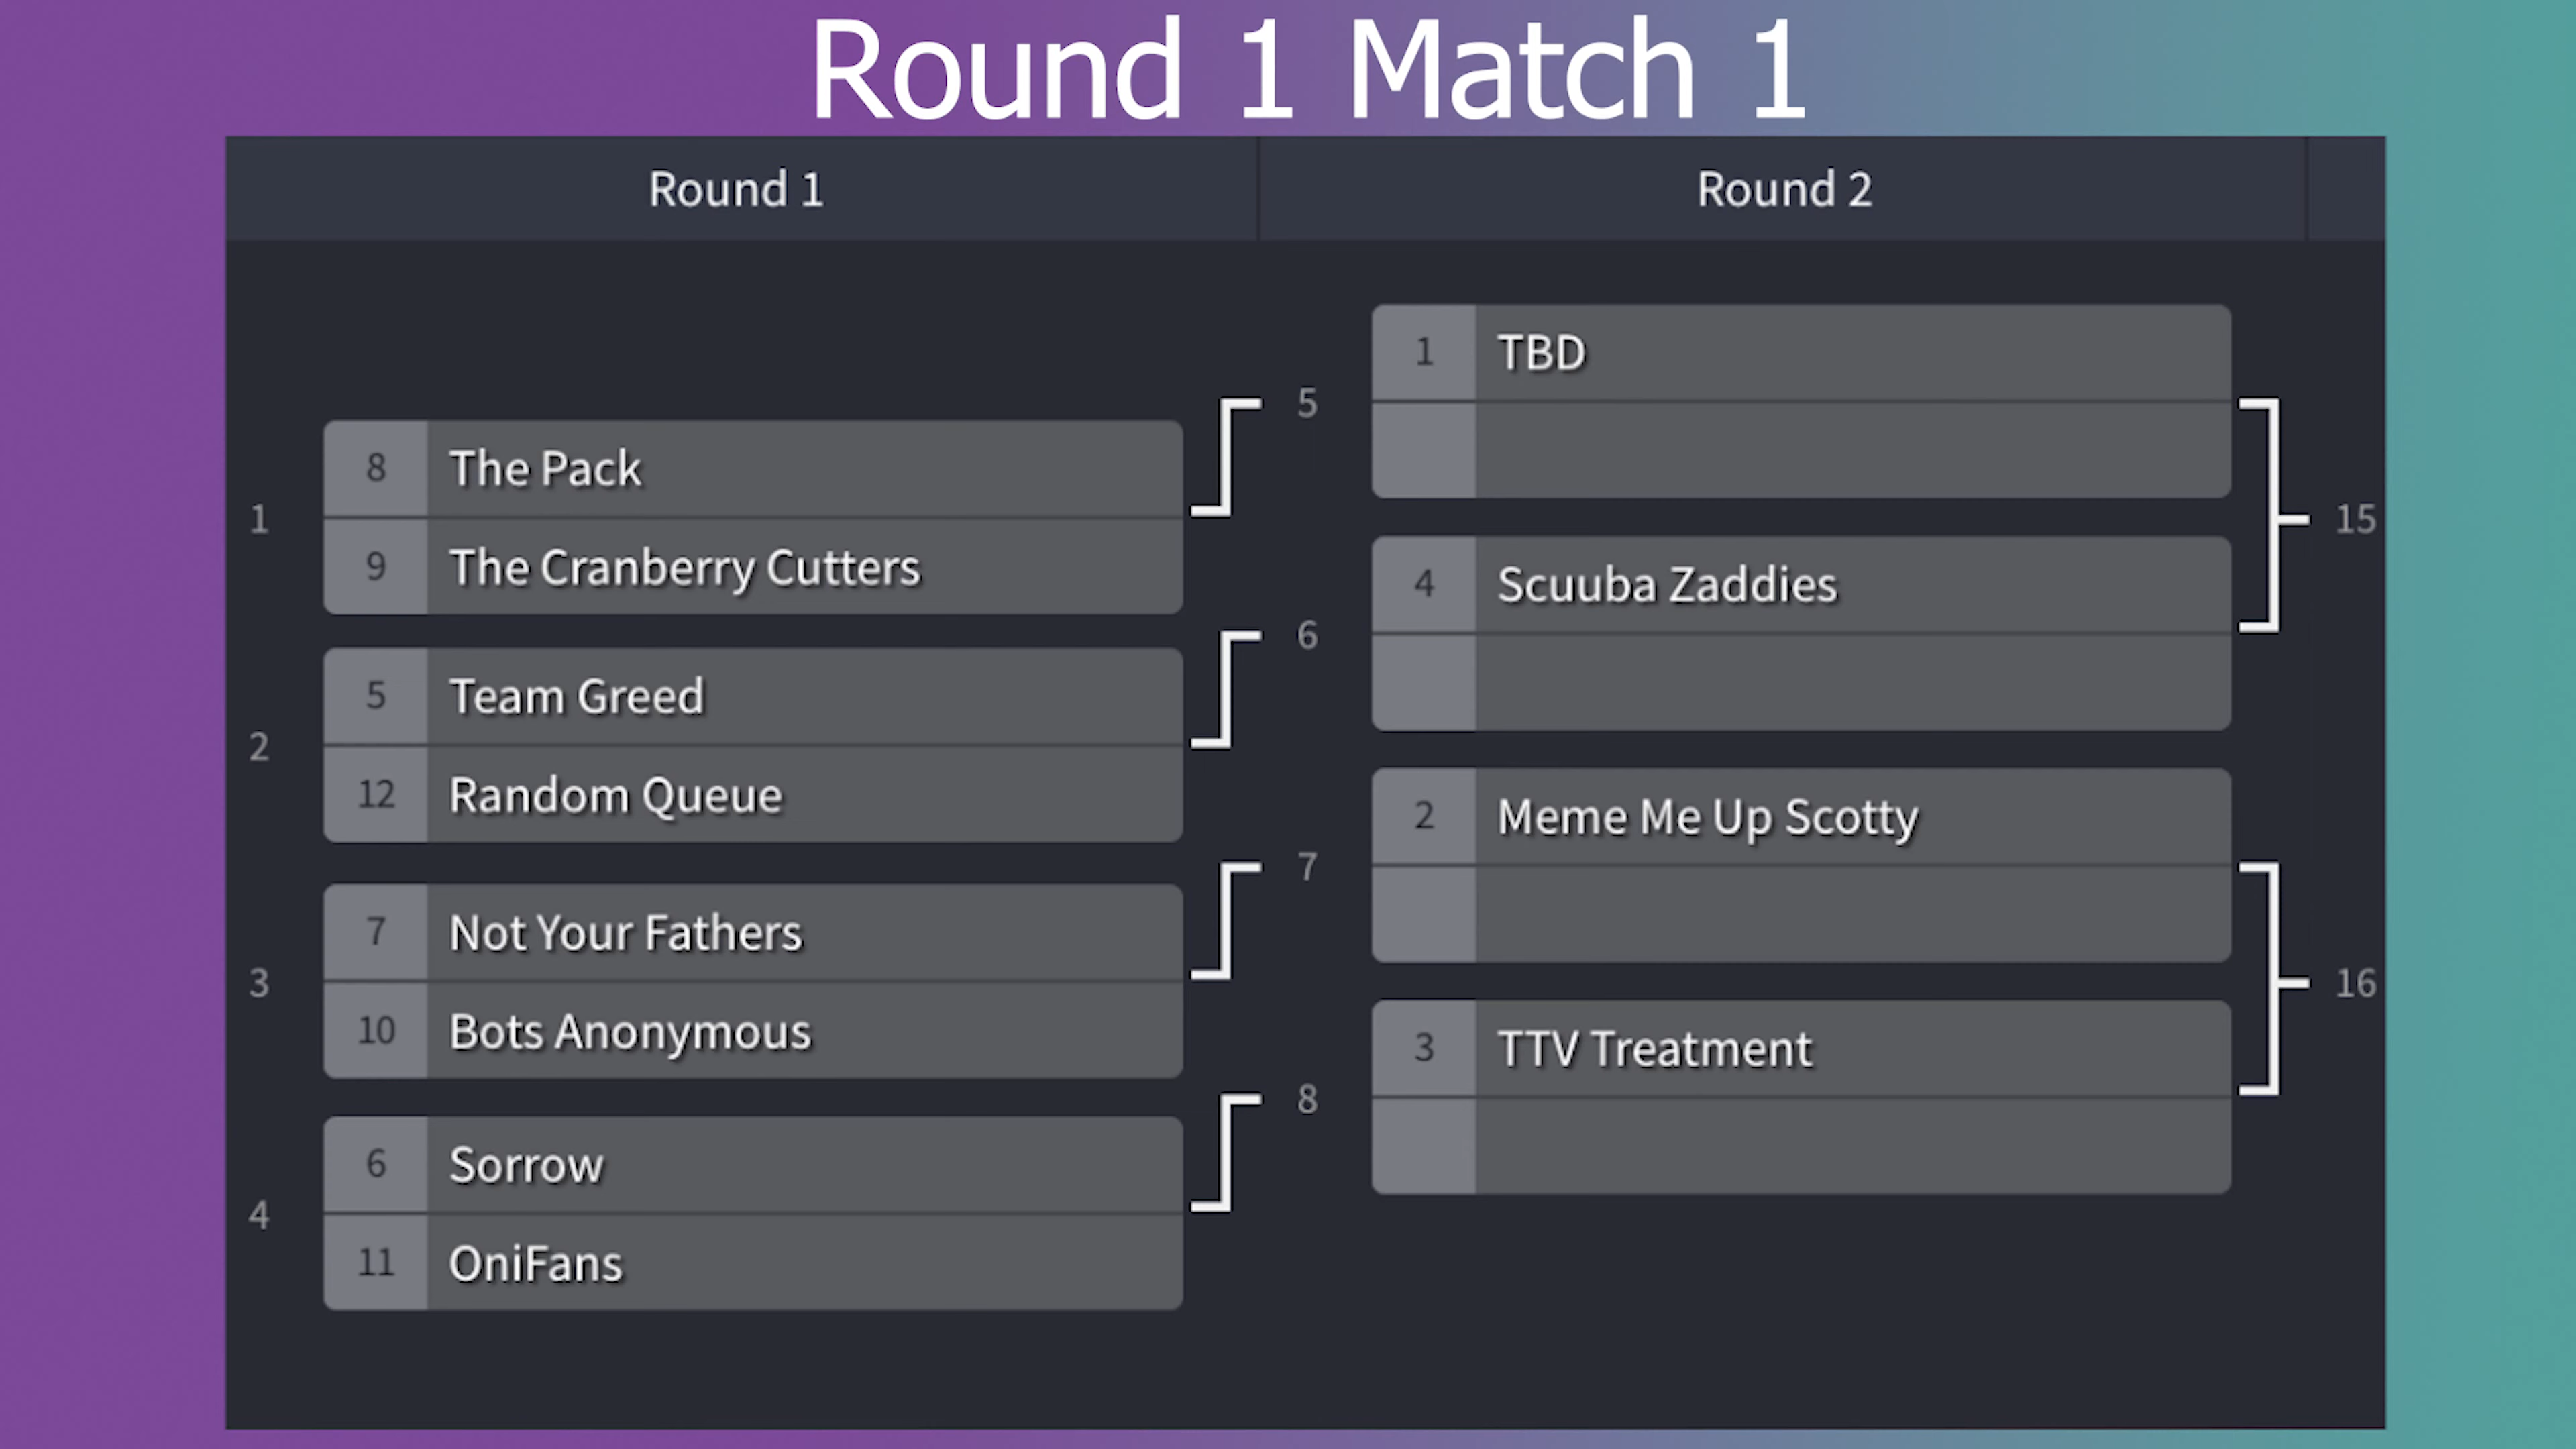 Round 1 Match 1
Round 1
Round 2
1
8 The Pack
9 The Cranberry Cutters
2
5 Team Greed
12 Random Queue
3
7 Not Your Fathers
10 Bots Anonymous
4
6 Sorrow
11 OniFans
5
1 TBD
6
4 Scuuba Zaddies
7
2 Meme Me Up Scotty
8
3 TTV Treatment
15
16